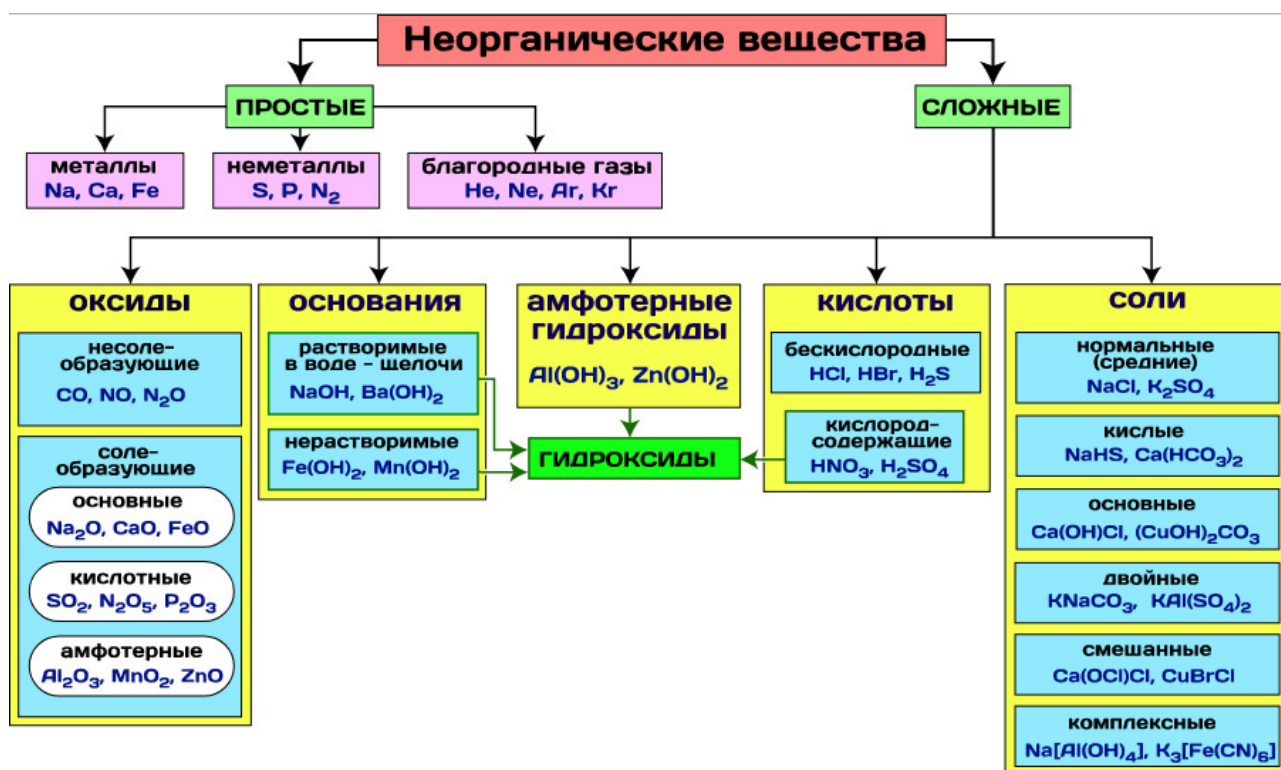 Неорганические вещества
ПРОСТЫЕ
СЛОЖНЫЕ
металлы
Na, Ca, Fe
неметаллы
S, P, N₂
благородные газы
He, Ne, Ar, Kr
оксиды
несоле-
образующие
CO, NO, N₂O
соле-
образующие
основные
Na₂O, CaO, FeO
кислотные
SO₂, N₂O₅, P₂O₃
амфотерные
Al₂O₃, MnO₂, ZnO
основания
растворимые
в воде - щелочи
NaOH, Ba(OH)₂
нерастворимые
Fe(OH)₂, Mn(OH)₂
амфотерные
гидроксиды
Al(OH)₃, Zn(OH)₂
ГИДРОКСИДЫ
кислоты
бескислородные
HCl, HBr, H₂S
кислород-
содержащие
HNO₃, H₂SO₄
соли
нормальные
(средние)
NaCl, K₂SO₄
кислые
NaHS, Ca(HCO₃)₂
основные
Ca(OH)Cl, (CuOH)₂CO₃
двойные
KNaCO₃, KAl(SO₄)₂
смешанные
Ca(OCl)Cl, CuBrCl
комплексные
Na[Al(OH)₄], K₃[Fe(CN)₆]